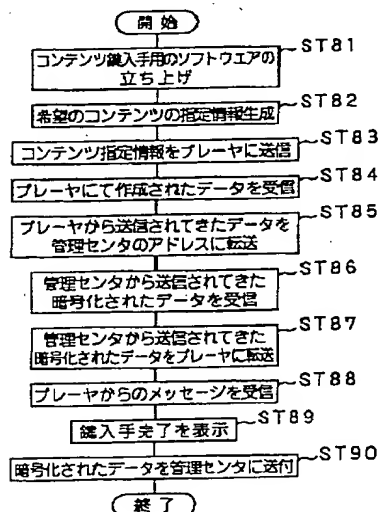 開始
コンテンツ鍵入手用のソフトウエアの
立ち上げ
ST81
希望のコンテンツの指定情報生成
ST82
コンテンツ指定情報をプレーヤに送信
ST83
プレーヤにて作成されたデータを受信
ST84
プレーヤから送信されてきたデータを
管理センタのアドレスに転送
ST85
管理センタから送信されてきた
暗号化されたデータを受信
ST86
管理センタから送信されてきた
暗号化されたデータをプレーヤに転送
ST87
プレーヤからのメッセージを受信
ST88
鍵入手完了を表示
ST89
暗号化されたデータを管理センタに送付
ST90
終了